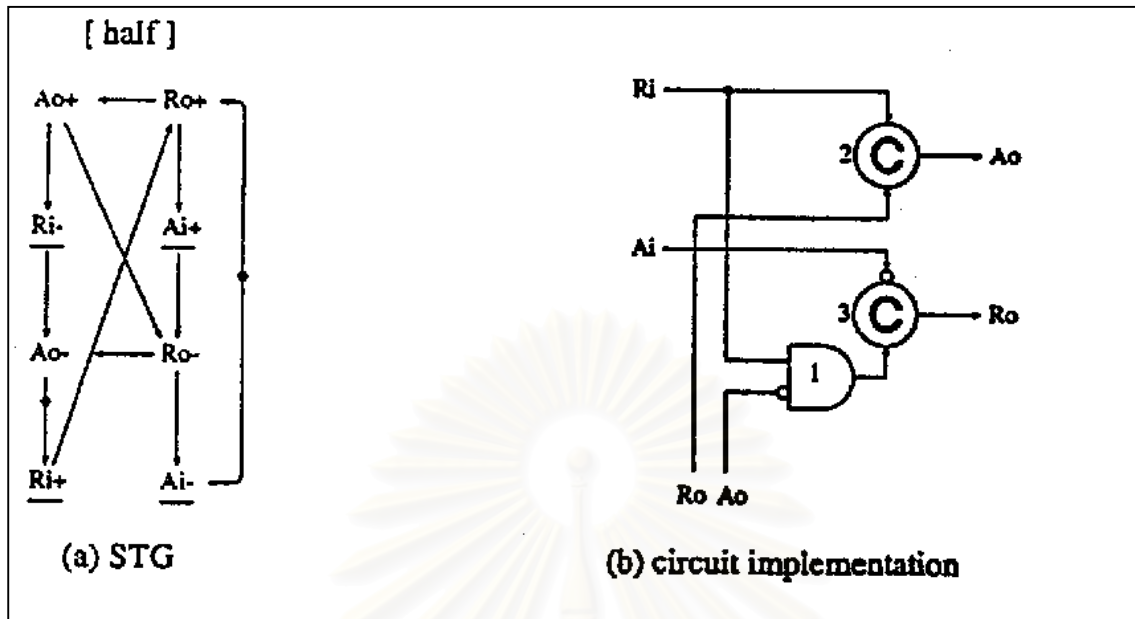 [ half ]
Ao+ Ro+
Ri- Ai+
Ao- Ro-
Ri+ Ai-
(a) STG
Ri
2 C Ao
Ai
3 C Ro
1
Ro Ao
(b) circuit implementation